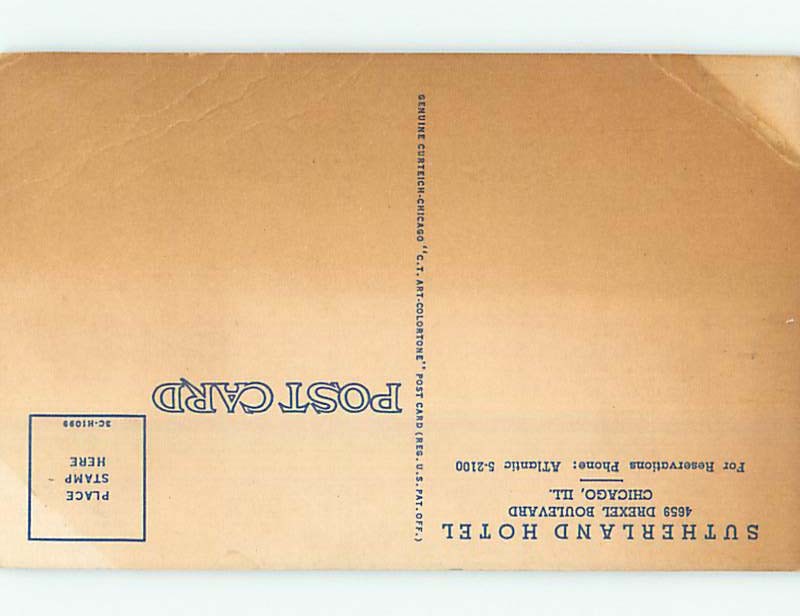 SUTHERLAND HOTEL
4659 DREXEL BOULEVARD
CHICAGO, ILL.
For Reservations Phone: ATlantic 5-2100
GENUINE CURTEICH-CHICAGO "C.T. ART-COLORTONE" POST CARD (REG. U.S. PAT. OFF.)
POST CARD
PLACE
STAMP
HERE
3C-H1099